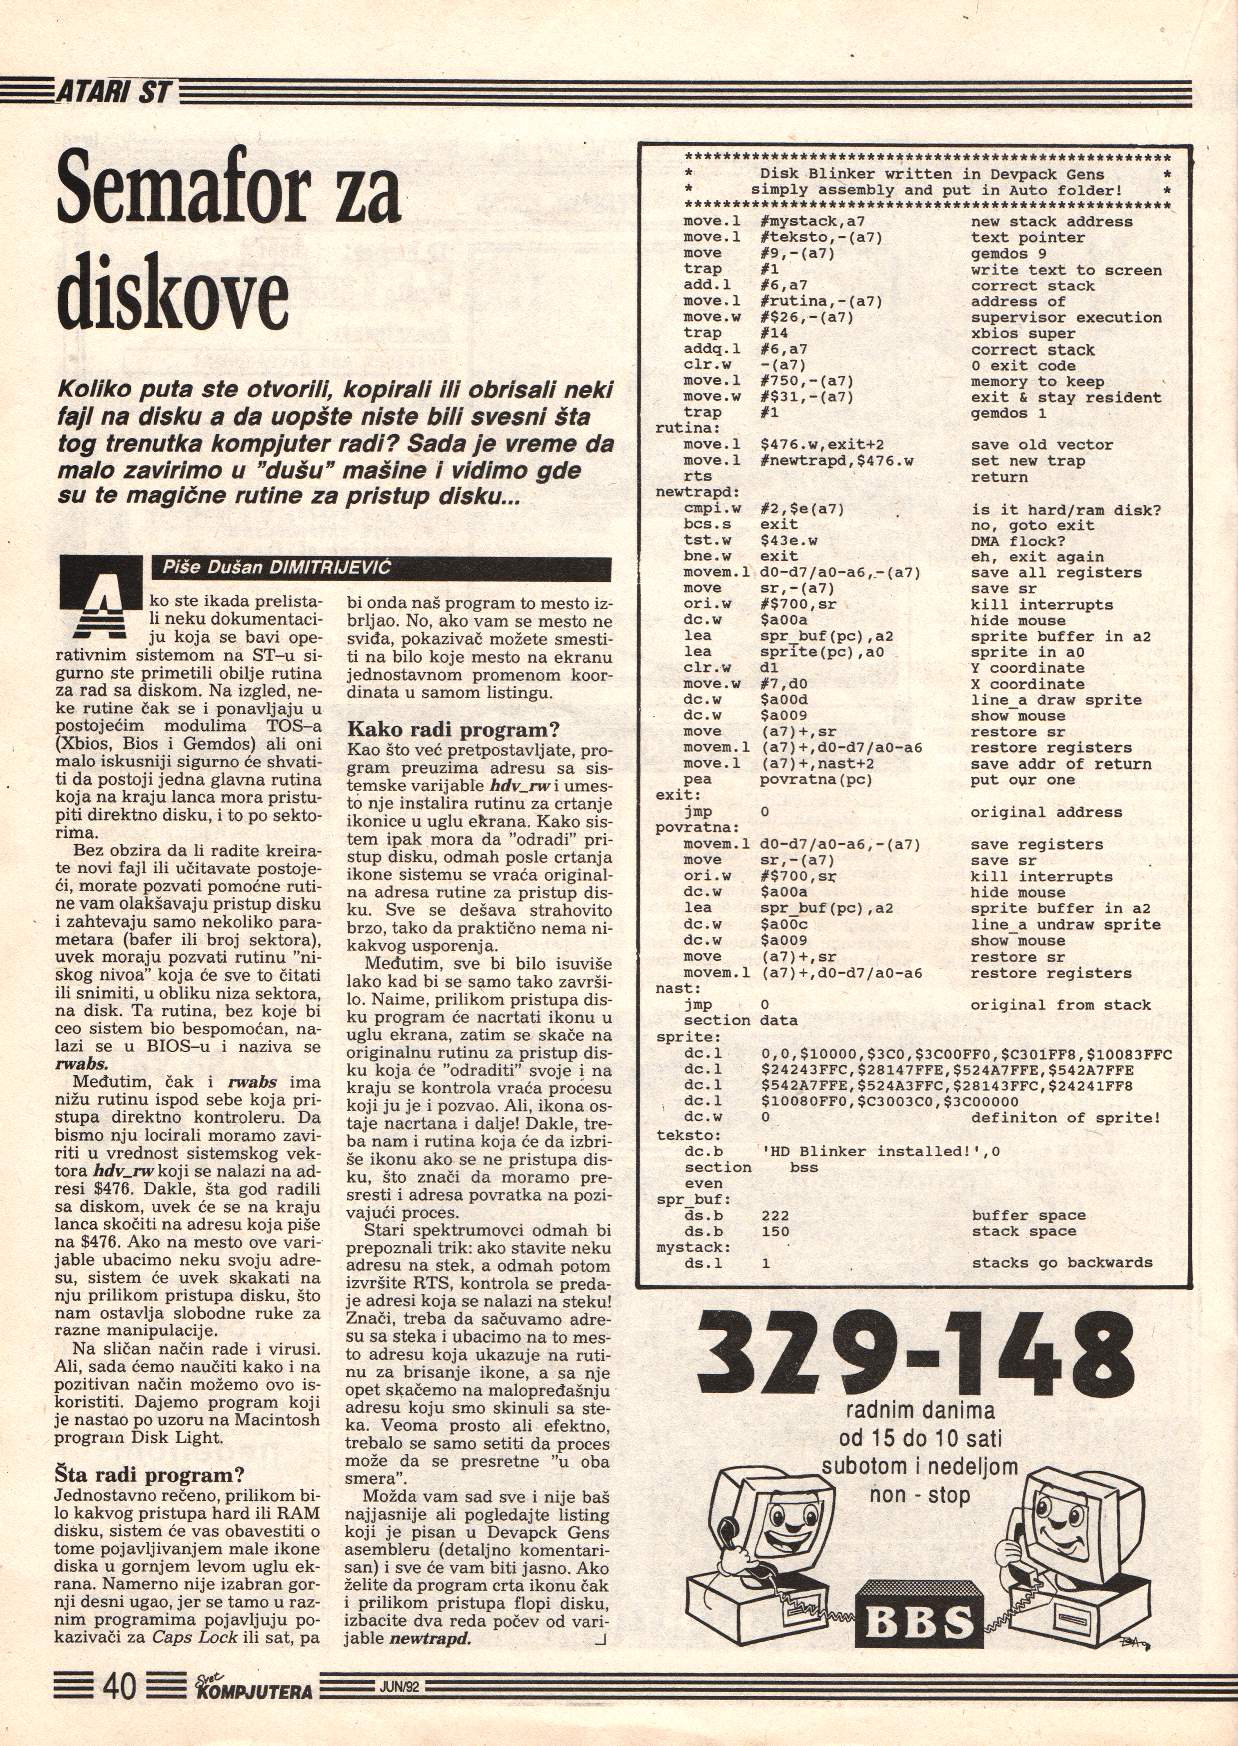 ATARI ST
Semafor za
diskove
Koliko puta ste otvorili, kopirali ili obrisali neki
fajl na disku a da uopšte niste bili svesni šta
tog trenutka kompjuter radi? Sada je vreme da
malo zavirimo u ”dušu” mašine i vidimo gde
su te magične rutine za pristup disku...
Piše Dušan DIMITRIJEVIĆ
Ako ste ikada prelista-
li neku dokumentaci-
ju koja se bavi ope-
rativnim sistemom na ST–u si-
gurno ste primetili obilje rutina
za rad sa diskom. Na izgled, ne-
ke rutine čak se i ponavljaju u
postojećim modulima TOS–a
(Xbios, Bios i Gemdos) ali oni
malo iskusniji sigurno će shvati-
ti da postoji jedna glavna rutina
koja na kraju lanca mora pristu-
piti direktno disku, i to po sekto-
rima.
Bez obzira da li radite kreira-
te novi fajl ili učitavate postoje-
ći, morate pozvati pomoćne ruti-
ne vam olakšavaju pristup disku
i zahtevaju samo nekoliko para-
metara (bafer ili broj sektora),
uvek moraju pozvati rutinu ”ni-
skog nivoa” koja će sve to čitati
ili snimiti, u obliku niza sektora,
na disk. Ta rutina, bez koje bi
ceo sistem bio bespomoćan, na-
lazi se u BIOS–u i naziva se
rwabs.
Međutim, čak i rwabs ima
nižu rutinu ispod sebe koja pri-
stupa direktno kontroleru. Da
bismo nju locirali moramo zavi-
riti u vrednost sistemskog vek-
tora hdv_rw koji se nalazi na ad-
resi $476. Dakle, šta god radili
sa diskom, uvek će se na kraju
lanca skočiti na adresu koja piše
na $476. Ako na mesto ove vari-
jable ubacimo neku svoju adre-
su, sistem će uvek skakati na
nju prilikom pristupa disku, što
nam ostavlja slobodne ruke za
razne manipulacije.
Na sličan način rade i virusi.
Ali, sada ćemo naučiti kako i na
pozitivan način možemo ovo is-
koristiti. Dajemo program koji
je nastao po uzoru na Macintosh
program Disk Light.
Šta radi program?
Jednostavno rečeno, prilikom bi-
lo kakvog pristupa hard ili RAM
disku, sistem će vas obavestiti o
tome pojavljivanjem male ikone
diska u gornjem levom uglu ek-
rana. Namerno nije izabran gor-
nji desni ugao, jer se tamo u raz-
nim programima pojavljuju po-
kazivači za Caps Lock ili sat, pa
bi onda naš program to mesto iz-
brljao. No, ako vam se mesto ne
sviđa, pokazivač možete smesti-
ti na bilo koje mesto na ekranu
jednostavnom promenom koor-
dinata u samom listingu.
Kako radi program?
Kao što već pretpostavljate, pro-
gram preuzima adresu sa sis-
temske varijable hdv_rw i umes-
to nje instalira rutinu za crtanje
ikonice u uglu ekrana. Kako sis-
tem ipak mora da ”odradi” pri-
stup disku, odmah posle crtanja
ikone sistemu se vraća original-
na adresa rutine za pristup dis-
ku. Sve se dešava strahovito
brzo, tako da praktično nema ni-
kakvog usporenja.
Međutim, sve bi bilo isuviše
lako kad bi se samo tako završi-
lo. Naime, prilikom pristupa dis-
ku program će nacrtati ikonu u
uglu ekrana, zatim se skače na
originalnu rutinu za pristup dis-
ku koja će ”odraditi” svoje i na
kraju se kontrola vraća procesu
koji ju je i pozvao. Ali, ikona os-
taje nacrtana i dalje! Dakle, tre-
ba nam i rutina koja će da izbri-
še ikonu ako se ne pristupa dis-
ku, što znači da moramo pre-
sresti i adresa povratka na pozi-
vajući proces.
Stari spektrumovci odmah bi
prepoznali trik: ako stavite neku
adresu na stek, a odmah potom
izvršite RTS, kontrola se preda-
je adresi koja se nalazi na steku!
Znači, treba da sačuvamo adre-
su sa steka i ubacimo na to mes-
to adresu koja ukazuje na ruti-
nu za brisanje ikone, a sa nje
opet skačemo na malopređašnju
adresu koju smo skinuli sa ste-
ka. Veoma prosto ali efektno,
trebalo se samo setiti da proces
može da se presretne ”u oba
smera”.
Možda vam sad sve i nije baš
najjasnije ali pogledajte listing
koji je pisan u Devapck Gens
asembleru (detaljno komentari-
san) i sve će vam biti jasno. Ako
želite da program crta ikonu čak
i prilikom pristupa flopi disku,
izbacite dva reda počev od vari-
jable newtrapd.
***************************************************
* Disk Blinker written in Devpack Gens *
* simply assembly and put in Auto folder! *
***************************************************
move.l #mystack,a7 new stack address
move.l #teksto,-(a7) text pointer
move #9,-(a7) gemdos 9
trap #1 write text to screen
add.l #6,a7 correct stack
move.l #rutina,-(a7) address of
move.w #$26,-(a7) supervisor execution
trap #14 xbios super
addq.l #6,a7 correct stack
clr.w -(a7) 0 exit code
move.l #750,-(a7) memory to keep
move.w #$31,-(a7) exit & stay resident
trap #1 gemdos 1
rutina:
move.l $476.w,exit+2 save old vector
move.l #newtrapd,$476.w set new trap
rts return
newtrapd:
cmpi.w #2,$e(a7) is it hard/ram disk?
bcs.s exit no, goto exit
tst.w $43e.w DMA flock?
bne.w exit eh, exit again
movem.l d0-d7/a0-a6,-(a7) save all registers
move sr,-(a7) save sr
ori.w #$700,sr kill interrupts
dc.w $a00a hide mouse
lea spr_buf(pc),a2 sprite buffer in a2
lea sprite(pc),a0 sprite in a0
clr.w d1 Y coordinate
move.w #7,d0 X coordinate
dc.w $a00d line_a draw sprite
dc.w $a009 show mouse
move (a7)+,sr restore sr
movem.l (a7)+,d0-d7/a0-a6 restore registers
move.l (a7)+,nast+2 save addr of return
pea povratna(pc) put our one
exit:
jmp 0 original address
povratna:
movem.l d0-d7/a0-a6,-(a7) save registers
move sr,-(a7) save sr
ori.w #$700,sr kill interrupts
dc.w $a00a hide mouse
lea spr_buf(pc),a2 sprite buffer in a2
dc.w $a00c line_a undraw sprite
dc.w $a009 show mouse
move (a7)+,sr restore sr
movem.l (a7)+,d0-d7/a0-a6 restore registers
nast:
jmp 0 original from stack
section data
sprite:
dc.l 0,0,$10000,$3C0,$3C00FF0,$C301FF8,$10083FFC
dc.l $24243FFC,$28147FFE,$524A7FFE,$542A7FFE
dc.l $542A7FFE,$524A3FFC,$28143FFC,$24241FF8
dc.l $10080FF0,$C3003C0,$3C00000
dc.w 0 definiton of sprite!
teksto:
dc.b 'HD Blinker installed!',0
section bss
even
spr_buf:
ds.b 222 buffer space
ds.b 150 stack space
mystack:
ds.l 1 stacks go backwards
329-148
radnim danima
od 15 do 10 sati
subotom i nedeljom
non - stop
BBS
40 Svet KOMPJUTERA JUN/92